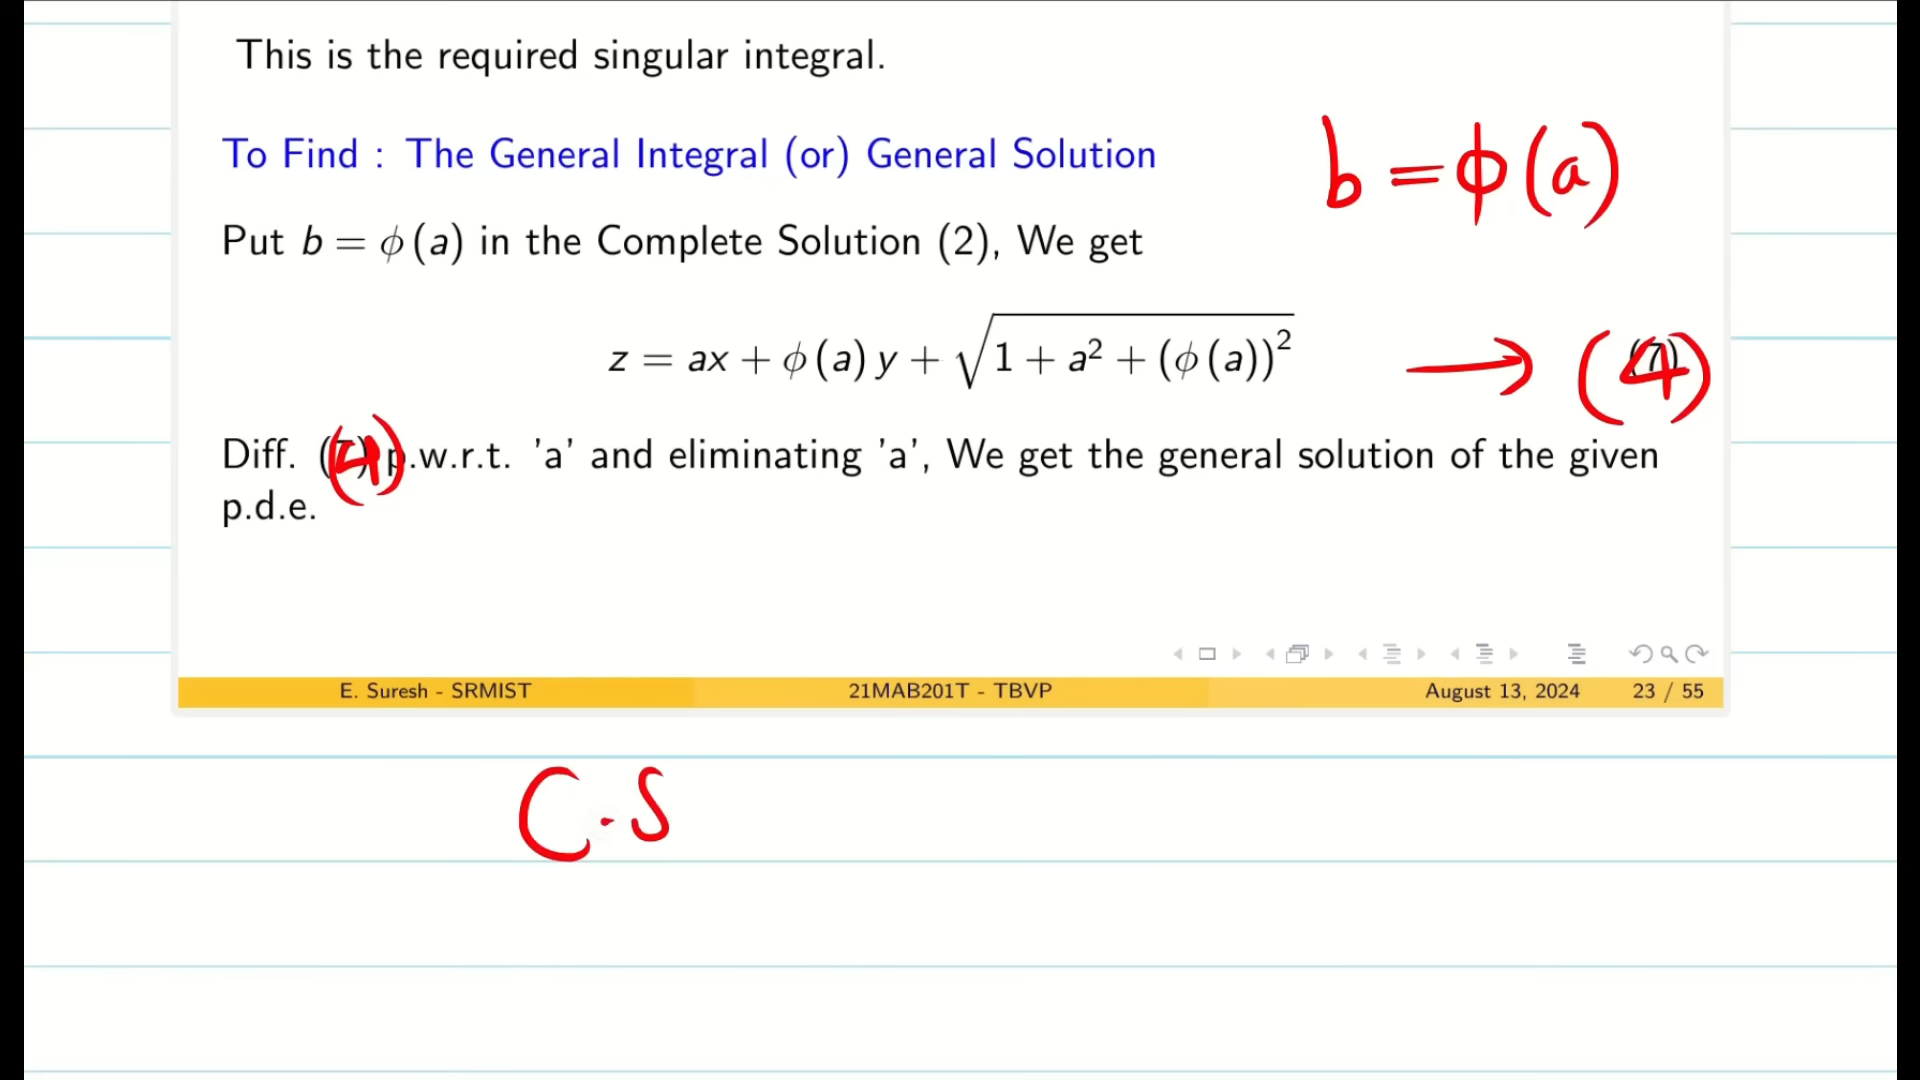 This is the required singular integral.
To Find : The General Integral (or) General Solution
b = ϕ(a)
Put b = ϕ(a) in the Complete Solution (2), We get
z = ax + ϕ(a) y + √(1 + a² + (ϕ(a))²) → (4) (7)
Diff. (4) p.w.r.t. 'a' and eliminating 'a', We get the general solution of the given
p.d.e.
E. Suresh - SRMIST 21MAB201T - TBVP August 13, 2024 23 / 55
C.S